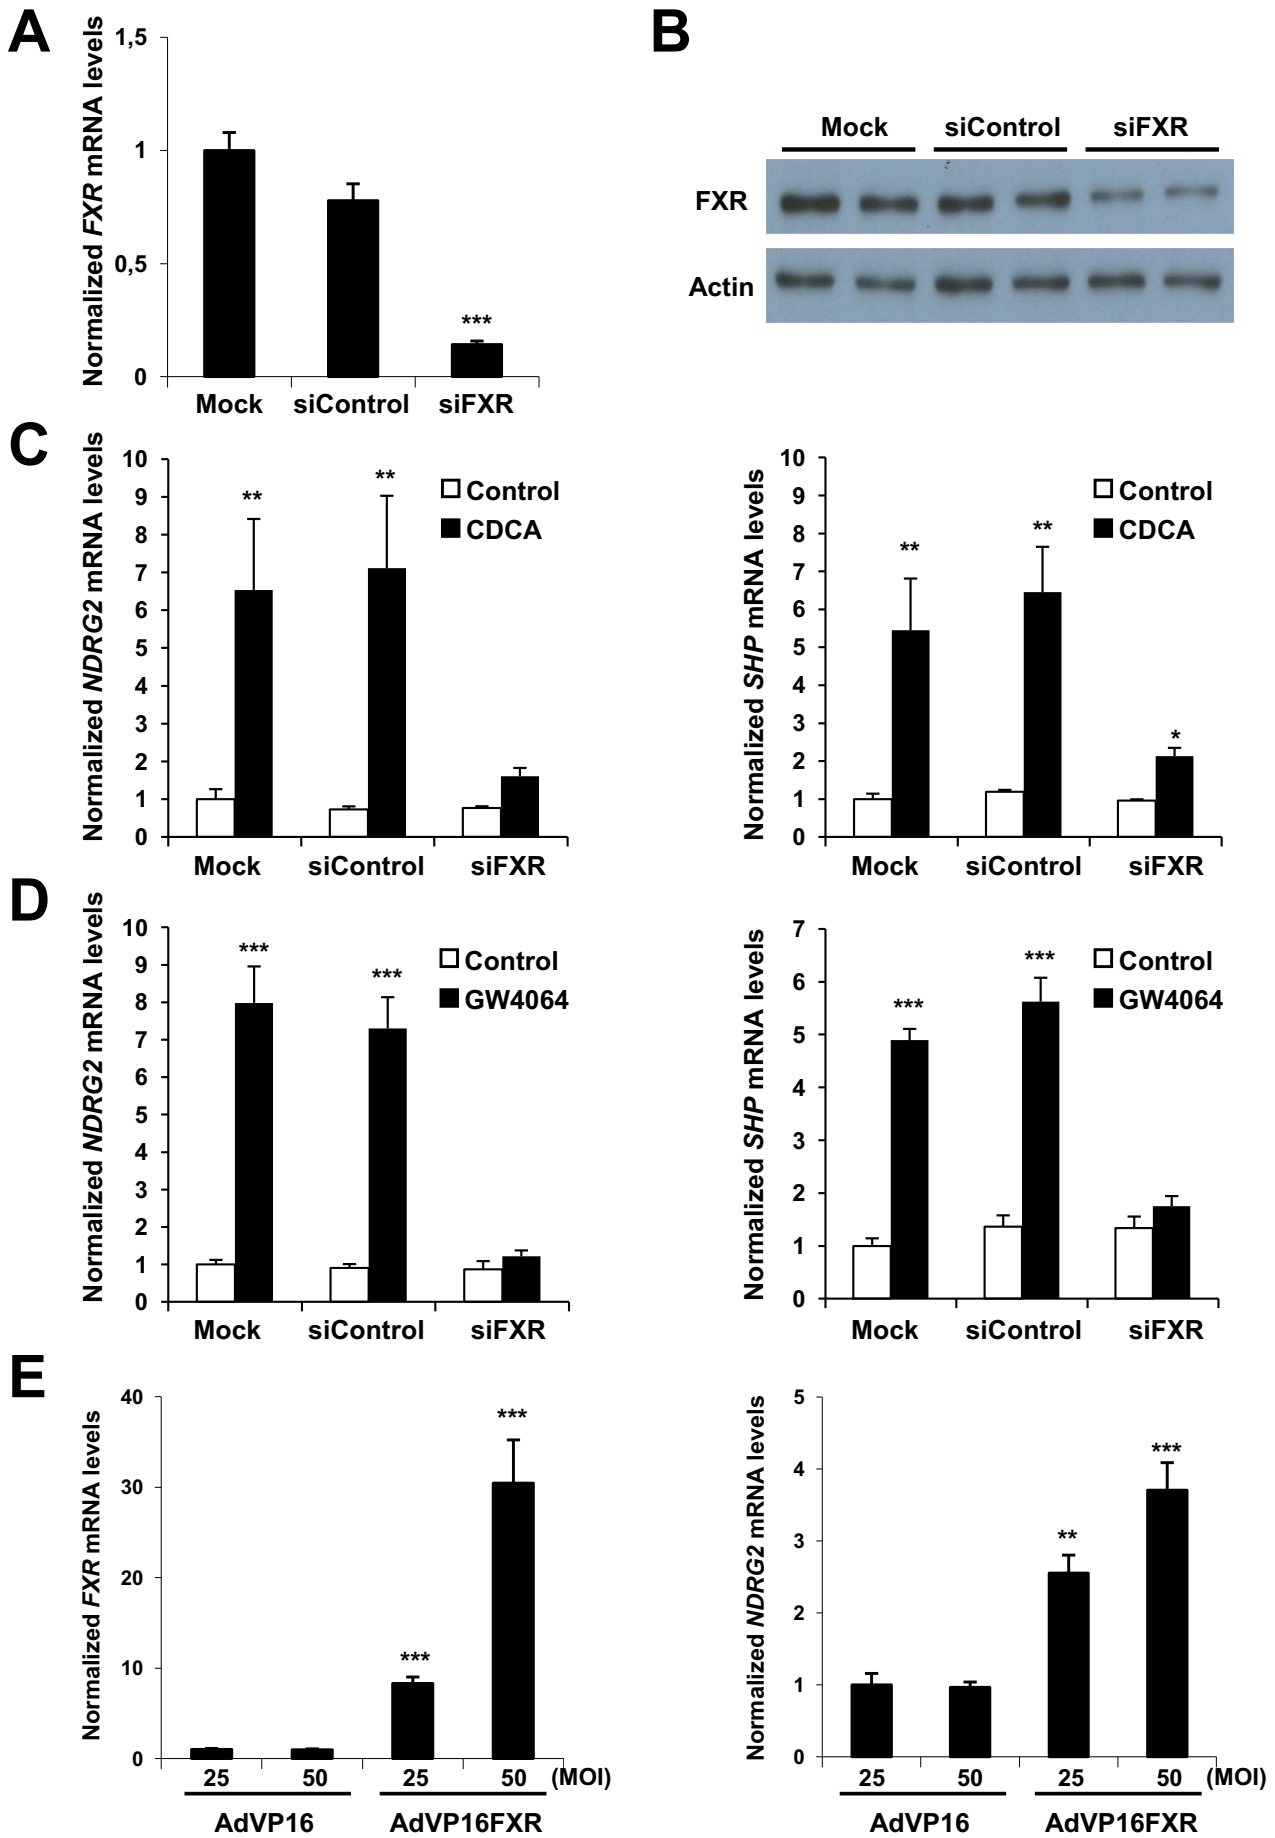 A
Normalized FXR mRNA levels
1,5
1
0,5
0
***
Mock siControl siFXR
B
Mock siControl siFXR
FXR
Actin
C
Normalized NDRG2 mRNA levels
10
9
8
7
6
5
4
3
2
1
0
** **
Control
CDCA
Mock siControl siFXR
Normalized SHP mRNA levels
10
9
8
7
6
5
4
3
2
1
0
** ** *
Control
CDCA
Mock siControl siFXR
D
Normalized NDRG2 mRNA levels
10
9
8
7
6
5
4
3
2
1
0
*** ***
Control
GW4064
Mock siControl siFXR
Normalized SHP mRNA levels
7
6
5
4
3
2
1
0
*** ***
Control
GW4064
Mock siControl siFXR
E
Normalized FXR mRNA levels
40
30
20
10
0
*** ***
25 50 25 50 (MOI)
AdVP16 AdVP16FXR
Normalized NDRG2 mRNA levels
5
4
3
2
1
0
** ***
25 50 25 50 (MOI)
AdVP16 AdVP16FXR